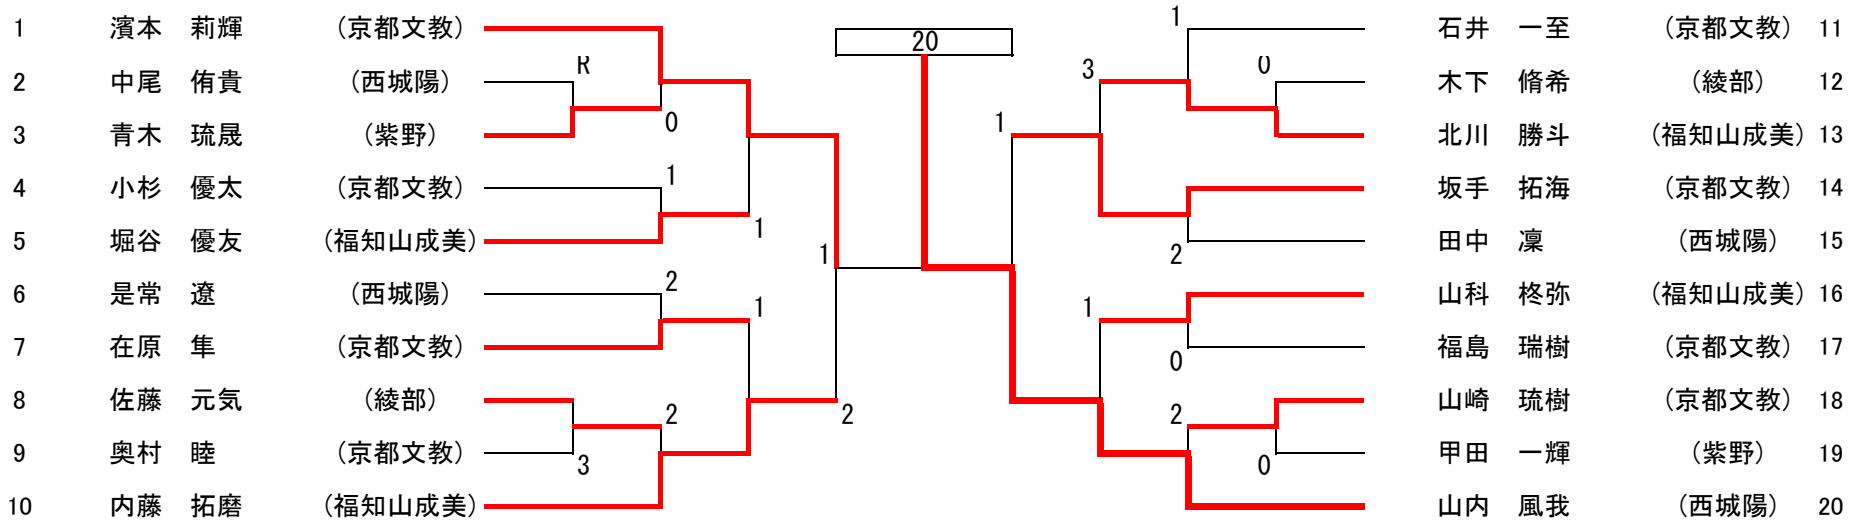 1 濱本 莉輝 (京都文教) 1 石井 一至 (京都文教) 11
20
R 3 0
2 中尾 侑貴 (西城陽) 木下 脩希 (綾部) 12
0 1
3 青木 琉晟 (紫野) 北川 勝斗 (福知山成美) 13
1
4 小杉 優太 (京都文教) 坂手 拓海 (京都文教) 14
1
5 堀谷 優友 (福知山成美) 1 2 田中 凜 (西城陽) 15
2
6 是常 遼 (西城陽) 山科 柊弥 (福知山成美) 16
1 1
7 在原 隼 (京都文教) 0 福島 瑞樹 (京都文教) 17
8 佐藤 元気 (綾部) 山崎 琉樹 (京都文教) 18
2 2 2
9 奥村 睦 (京都文教) 甲田 一輝 (紫野) 19
3 0
10 内藤 拓磨 (福知山成美) 山内 風我 (西城陽) 20